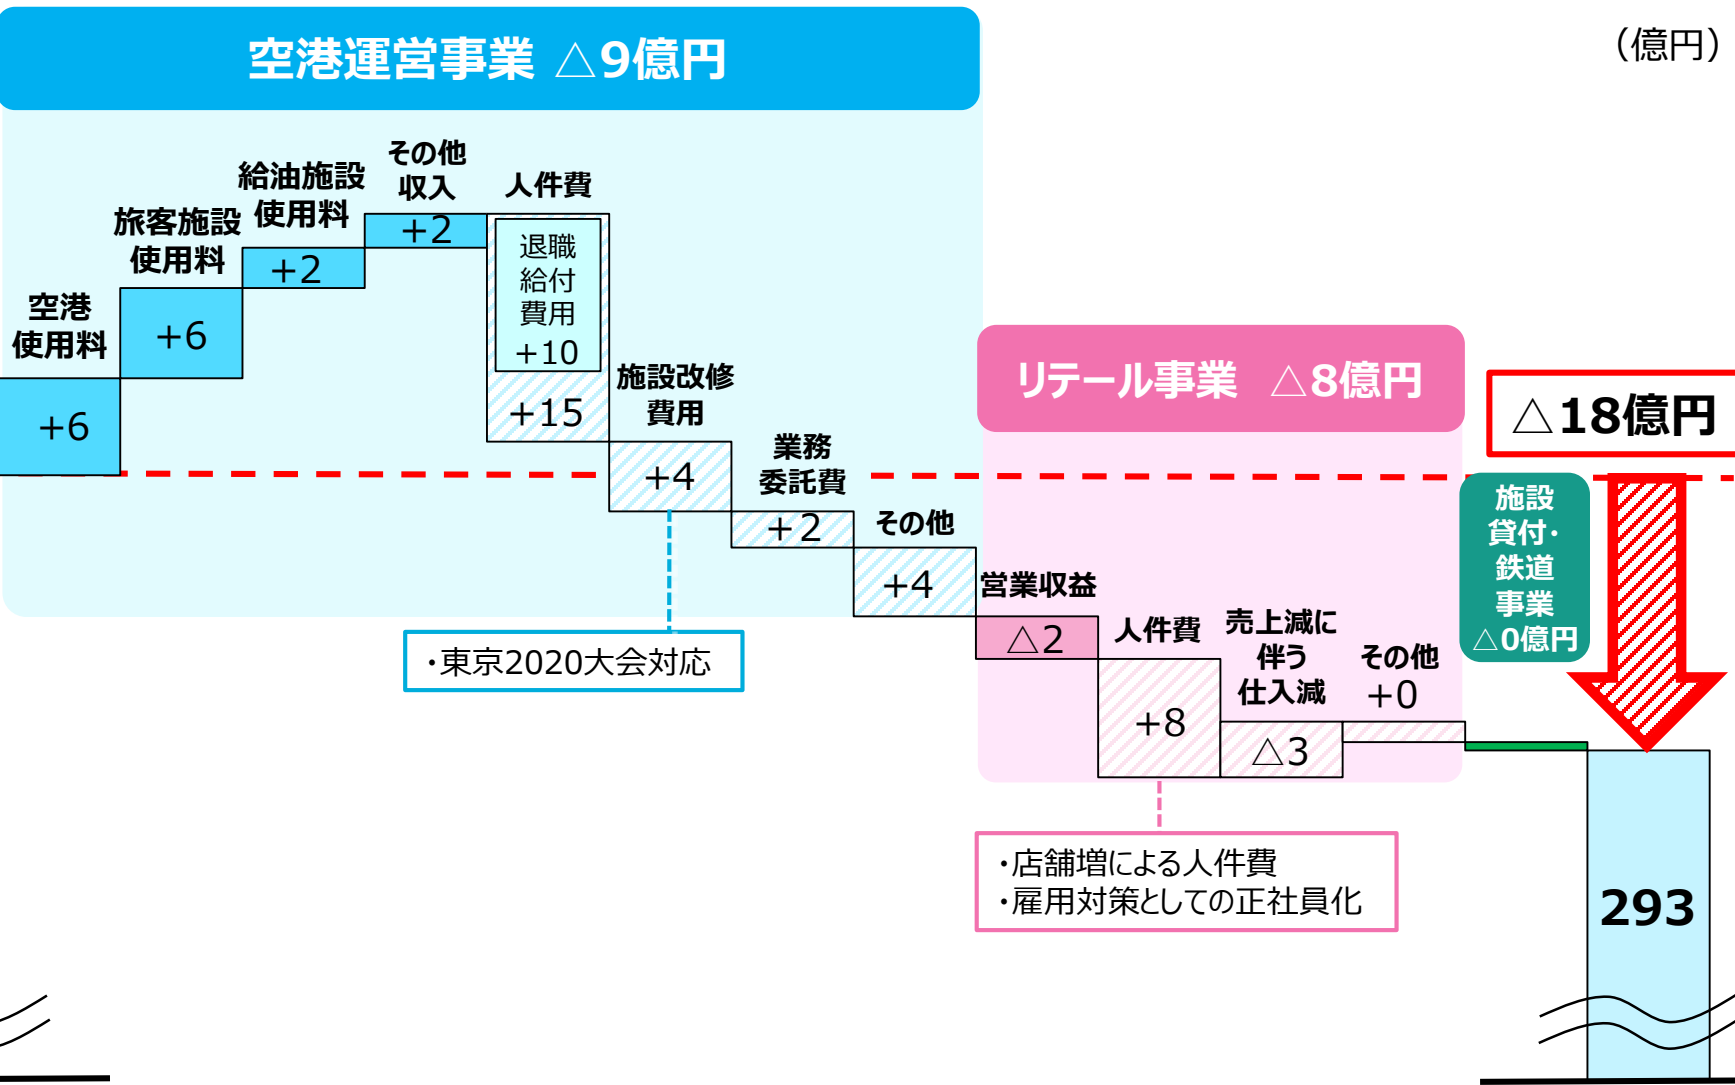 空港運営事業 △9億円
（億円）
空港
使用料
+6
旅客施設
使用料
+6
給油施設
使用料
+2
その他
収入
+2
人件費
退職
給付
費用
+10
+15
施設改修
費用
+4
業務
委託費
+2
その他
+4
・東京2020大会対応
リテール事業 △8億円
営業収益
△2
人件費
+8
売上減に
伴う
仕入減
△3
その他
+0
・店舗増による人件費
・雇用対策としての正社員化
施設
貸付・
鉄道
事業
△0億円
△18億円
293